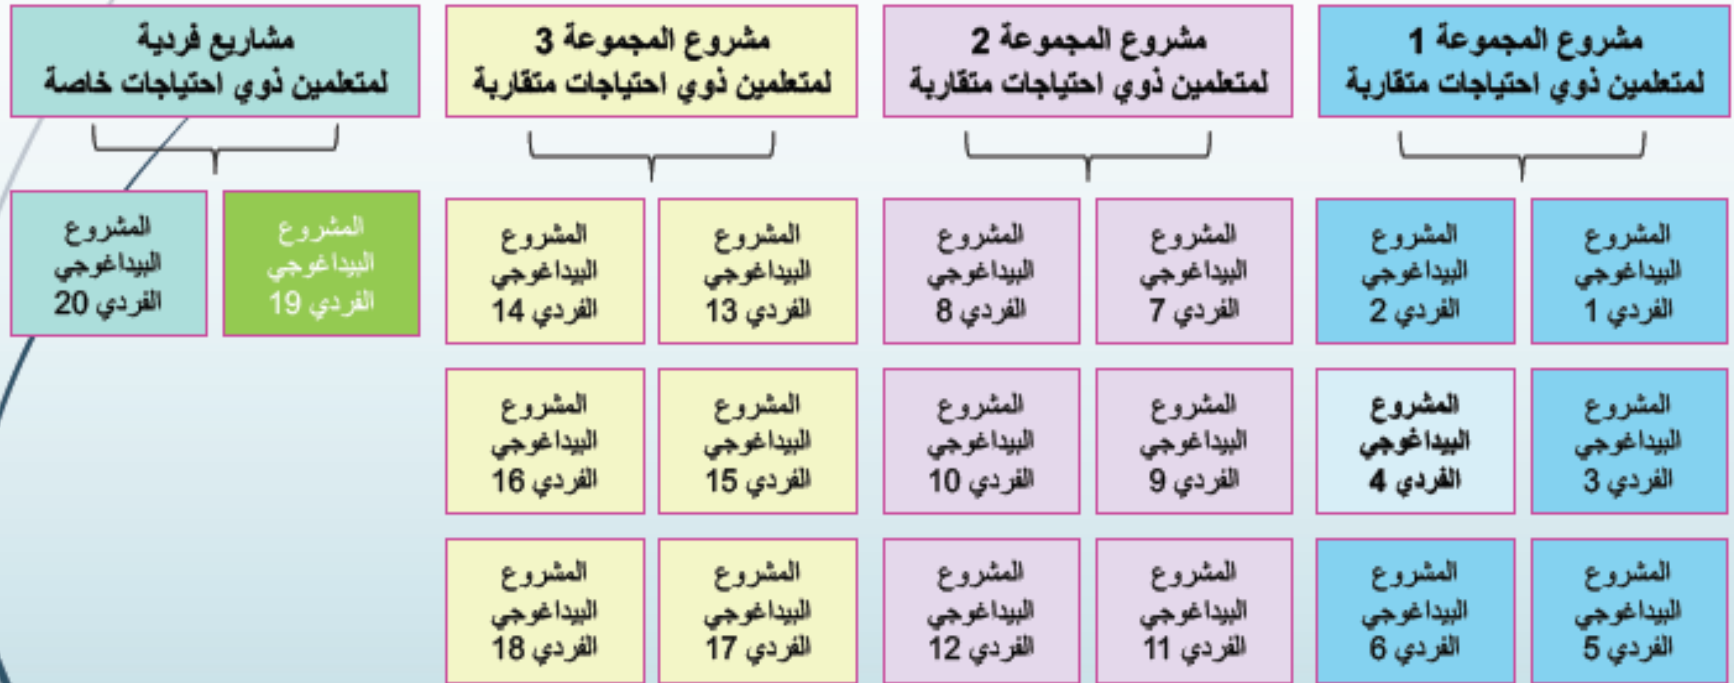 مشروع المجموعة 1
لمتعلمين ذوي احتياجات متقاربة
مشروع المجموعة 2
لمتعلمين ذوي احتياجات متقاربة
مشروع المجموعة 3
لمتعلمين ذوي احتياجات متقاربة
مشاريع فردية
لمتعلمين ذوي احتياجات خاصة
المشروع
البيداغوجي
الفردي 1
المشروع
البيداغوجي
الفردي 2
المشروع
البيداغوجي
الفردي 7
المشروع
البيداغوجي
الفردي 8
المشروع
البيداغوجي
الفردي 13
المشروع
البيداغوجي
الفردي 14
المشروع
البيداغوجي
الفردي 19
المشروع
البيداغوجي
الفردي 20
المشروع
البيداغوجي
الفردي 3
المشروع
البيداغوجي
الفردي 4
المشروع
البيداغوجي
الفردي 9
المشروع
البيداغوجي
الفردي 10
المشروع
البيداغوجي
الفردي 15
المشروع
البيداغوجي
الفردي 16
المشروع
البيداغوجي
الفردي 5
المشروع
البيداغوجي
الفردي 6
المشروع
البيداغوجي
الفردي 11
المشروع
البيداغوجي
الفردي 12
المشروع
البيداغوجي
الفردي 17
المشروع
البيداغوجي
الفردي 18